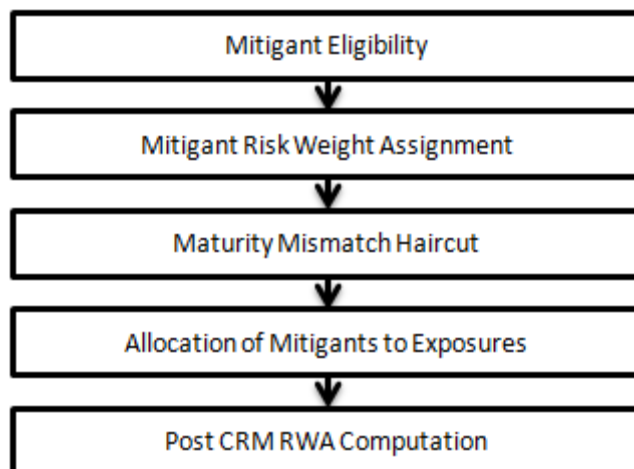 Mitigant Eligibility
Mitigant Risk Weight Assignment
Maturity Mismatch Haircut
Allocation of Mitigants to Exposures
Post CRM RWA Computation